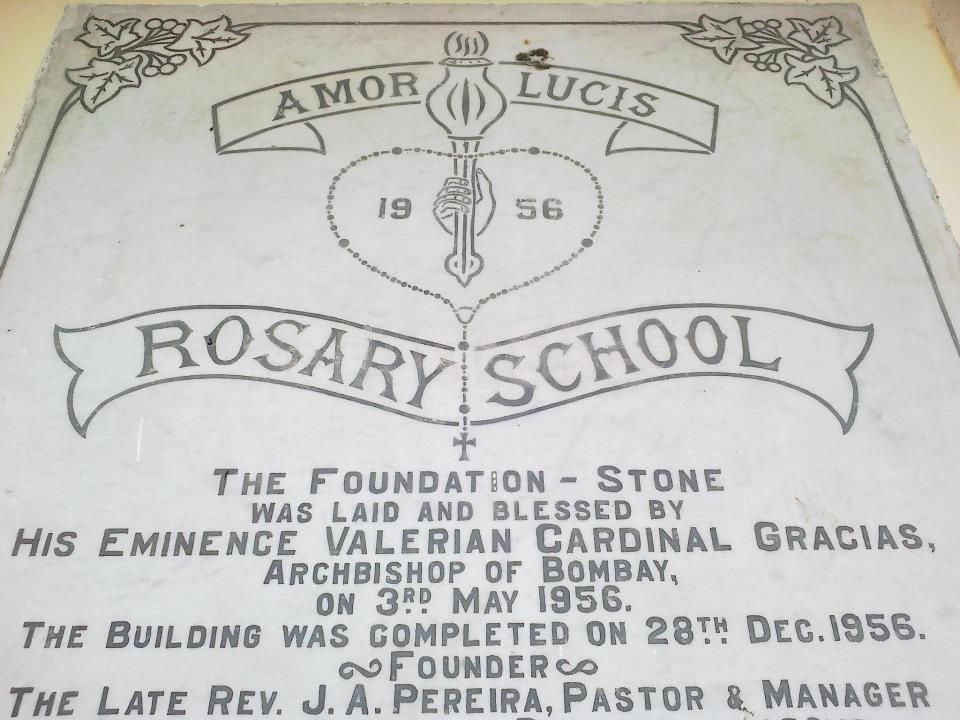 AMOR LUCIS
19 56
ROSARY SCHOOL
THE FOUNDATION - STONE
WAS LAID AND BLESSED BY
HIS EMINENCE VALERIAN CARDINAL GRACIAS,
ARCHBISHOP OF BOMBAY,
ON 3RD MAY 1956.
THE BUILDING WAS COMPLETED ON 28TH DEC. 1956.
FOUNDER
THE LATE REV. J. A. PEREIRA, PASTOR & MANAGER